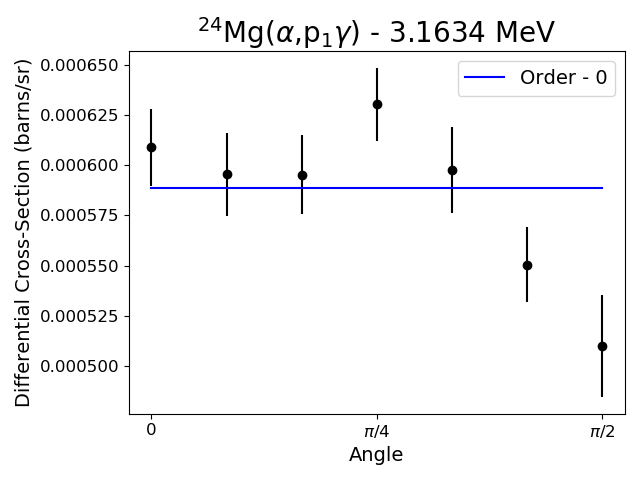 ²⁴Mg(α,p₁γ) - 3.1634 MeV
Order - 0
Differential Cross-Section (barns/sr)
0.000650
0.000625
0.000600
0.000575
0.000550
0.000525
0.000500
0 π/4 π/2
Angle